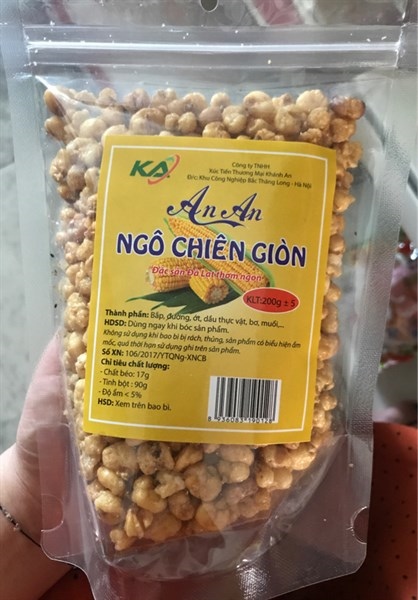 KA
Công ty TNHH
Xúc Tiến Thương Mại Khánh An
Đ/c: Khu Công Nghiệp Bắc Thăng Long - Hà Nội
An An
NGÔ CHIÊN GIÒN
Đặc sản Đà Lạt thơm ngon
KLT:200g ± 5
Thành phần: Bắp, đường, ớt, dầu thực vật, bơ, muối,...
HDSD: Dùng ngay khi bóc sản phẩm.
Không sử dụng khi bao bì bị rách, thủng, sản phẩm có biểu hiện ẩm
mốc, quá thời hạn sử dụng ghi trên sản phẩm.
Số XN: 106/2017/YTQNg-XNCB
Chỉ tiêu chất lượng:
- Chất béo: 17g
- Tinh bột : 90g
- Độ ẩm < 5%
HSD: Xem trên bao bì.
8 936083 190128